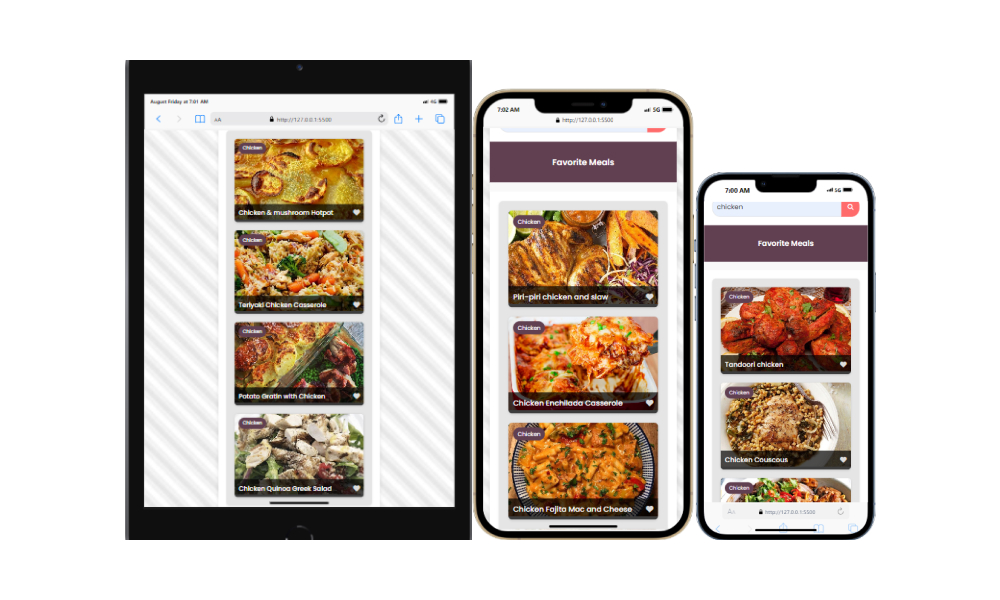 August Friday at 7:01 AM
5G
AA
http://127.0.0.1:5500
Chicken
Chicken & mushroom Hotpot
Chicken
Teriyaki Chicken Casserole
Chicken
Potato Gratin with Chicken
Chicken
Chicken Quinoa Greek Salad
7:02 AM
5G
http://127.0.0.1:5500
Favorite Meals
Chicken
Piri-piri chicken and slaw
Chicken
Chicken Enchilada Casserole
Chicken
Chicken Fajita Mac and Cheese
7:00 AM
5G
chicken
Favorite Meals
Chicken
Tandoori chicken
Chicken
Chicken Couscous
Chicken
AA
http://127.0.0.1:5500